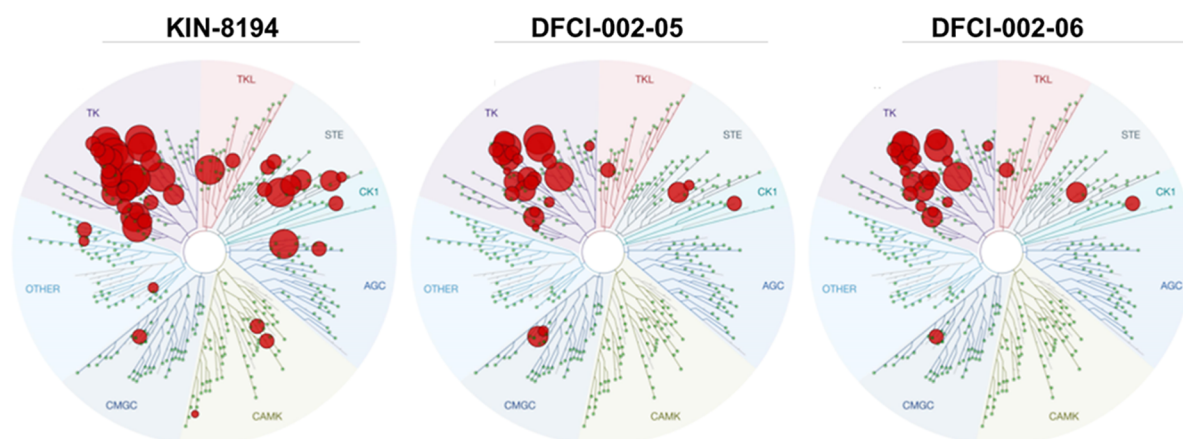 KIN-8194 DFCI-002-05 DFCI-002-06
TKL TKL TKL
TK TK TK
STE STE STE
CK1 CK1 CK1
OTHER AGC OTHER AGC OTHER AGC
CMGC CAMK CMGC CAMK CMGC CAMK